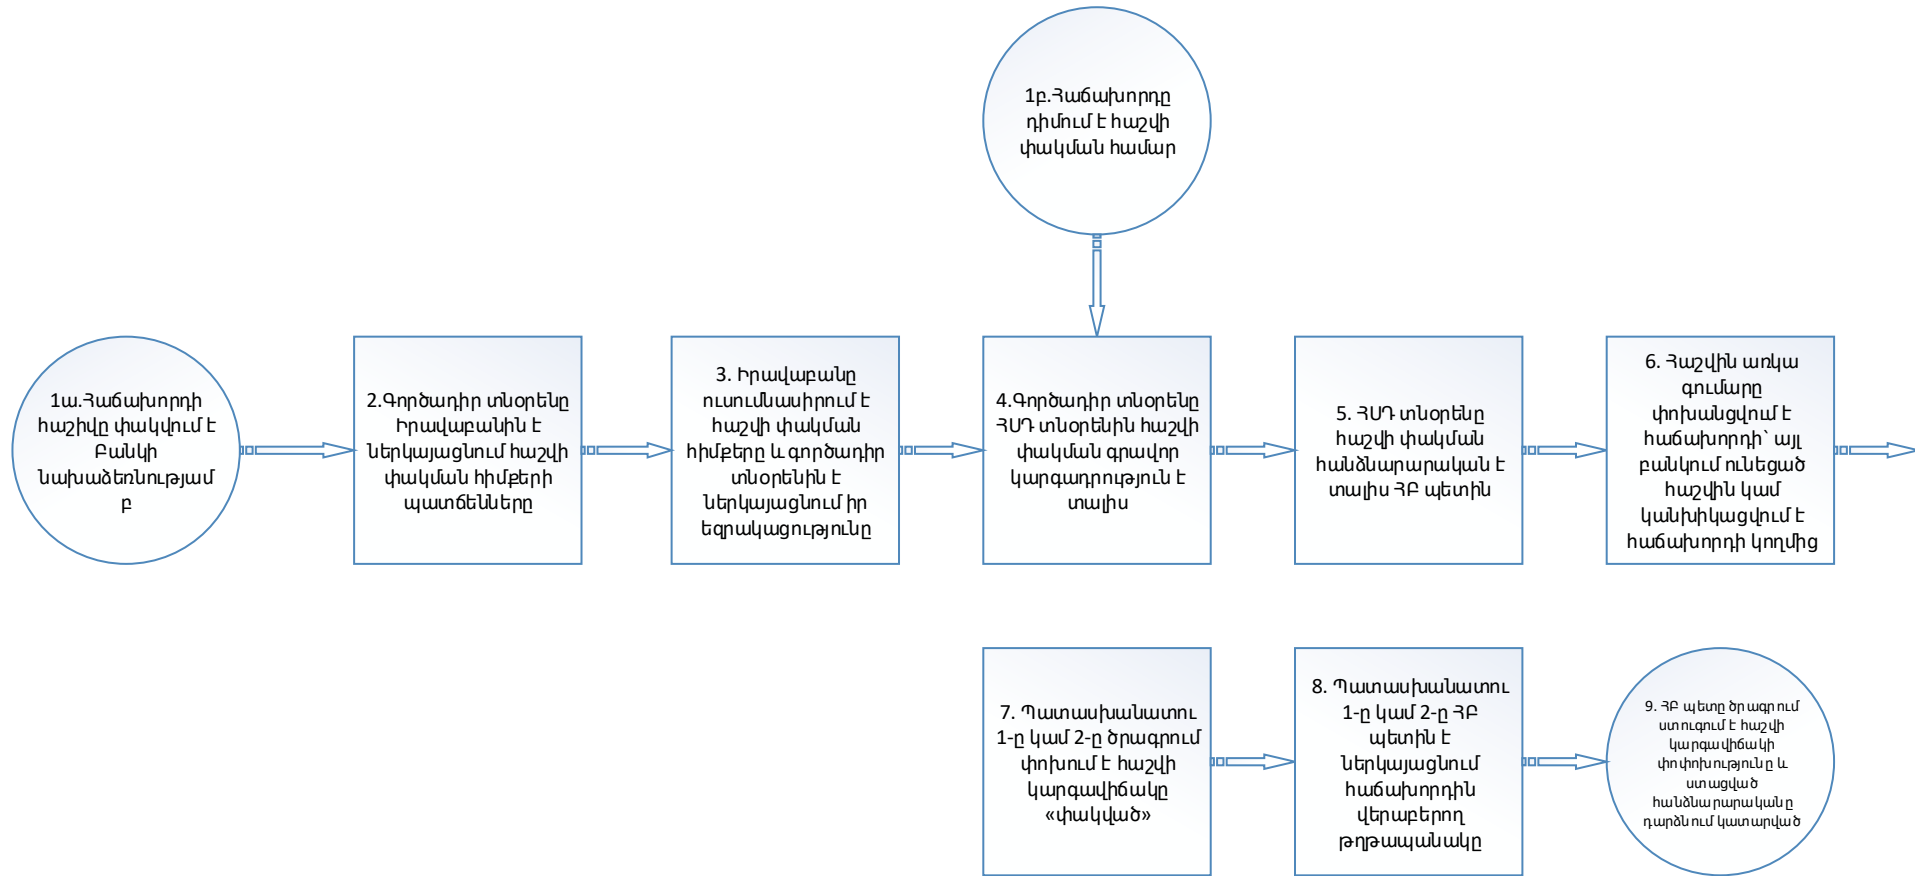 1բ.Հաճախորդը
դիմում է հաշվի
փակման համար
1ա.Հաճախորդի
հաշիվը փակվում է
Բանկի
նախաձեռնությամ
բ
2.Գործադիր տնօրենը
Իրավաբանին է
ներկայացնում հաշվի
փակման հիմքերի
պատճենները
3. Իրավաբանը
ուսումնասիրում է
հաշվի փակման
հիմքերը և գործադիր
տնօրենին է
ներկայացնում իր
եզրակացությունը
4.Գործադիր տնօրենը
ՀՍԴ տնօրենին հաշվի
փակման գրավոր
կարգադրություն է
տալիս
5. ՀՍԴ տնօրենը
հաշվի փակման
հանձնարարական է
տալիս ՀԲ պետին
6. Հաշվին առկա
գումարը
փոխանցվում է
հաճախորդի՝ այլ
բանկում ունեցած
հաշվին կամ
կանխիկացվում է
հաճախորդի կողմից
7. Պատասխանատու
1-ը կամ 2-ը ծրագրում
փոխում է հաշվի
կարգավիճակը
«փակված»
8. Պատասխանատու
1-ը կամ 2-ը ՀԲ
պետին է
ներկայացնում
հաճախորդին
վերաբերող
թղթապանակը
9. ՀԲ պետը ծրագրում
ստուգում է հաշվի
կարգավիճակի
փոփոխությունը և
ստացված
հանձնարարականը
դարձնում կատարված